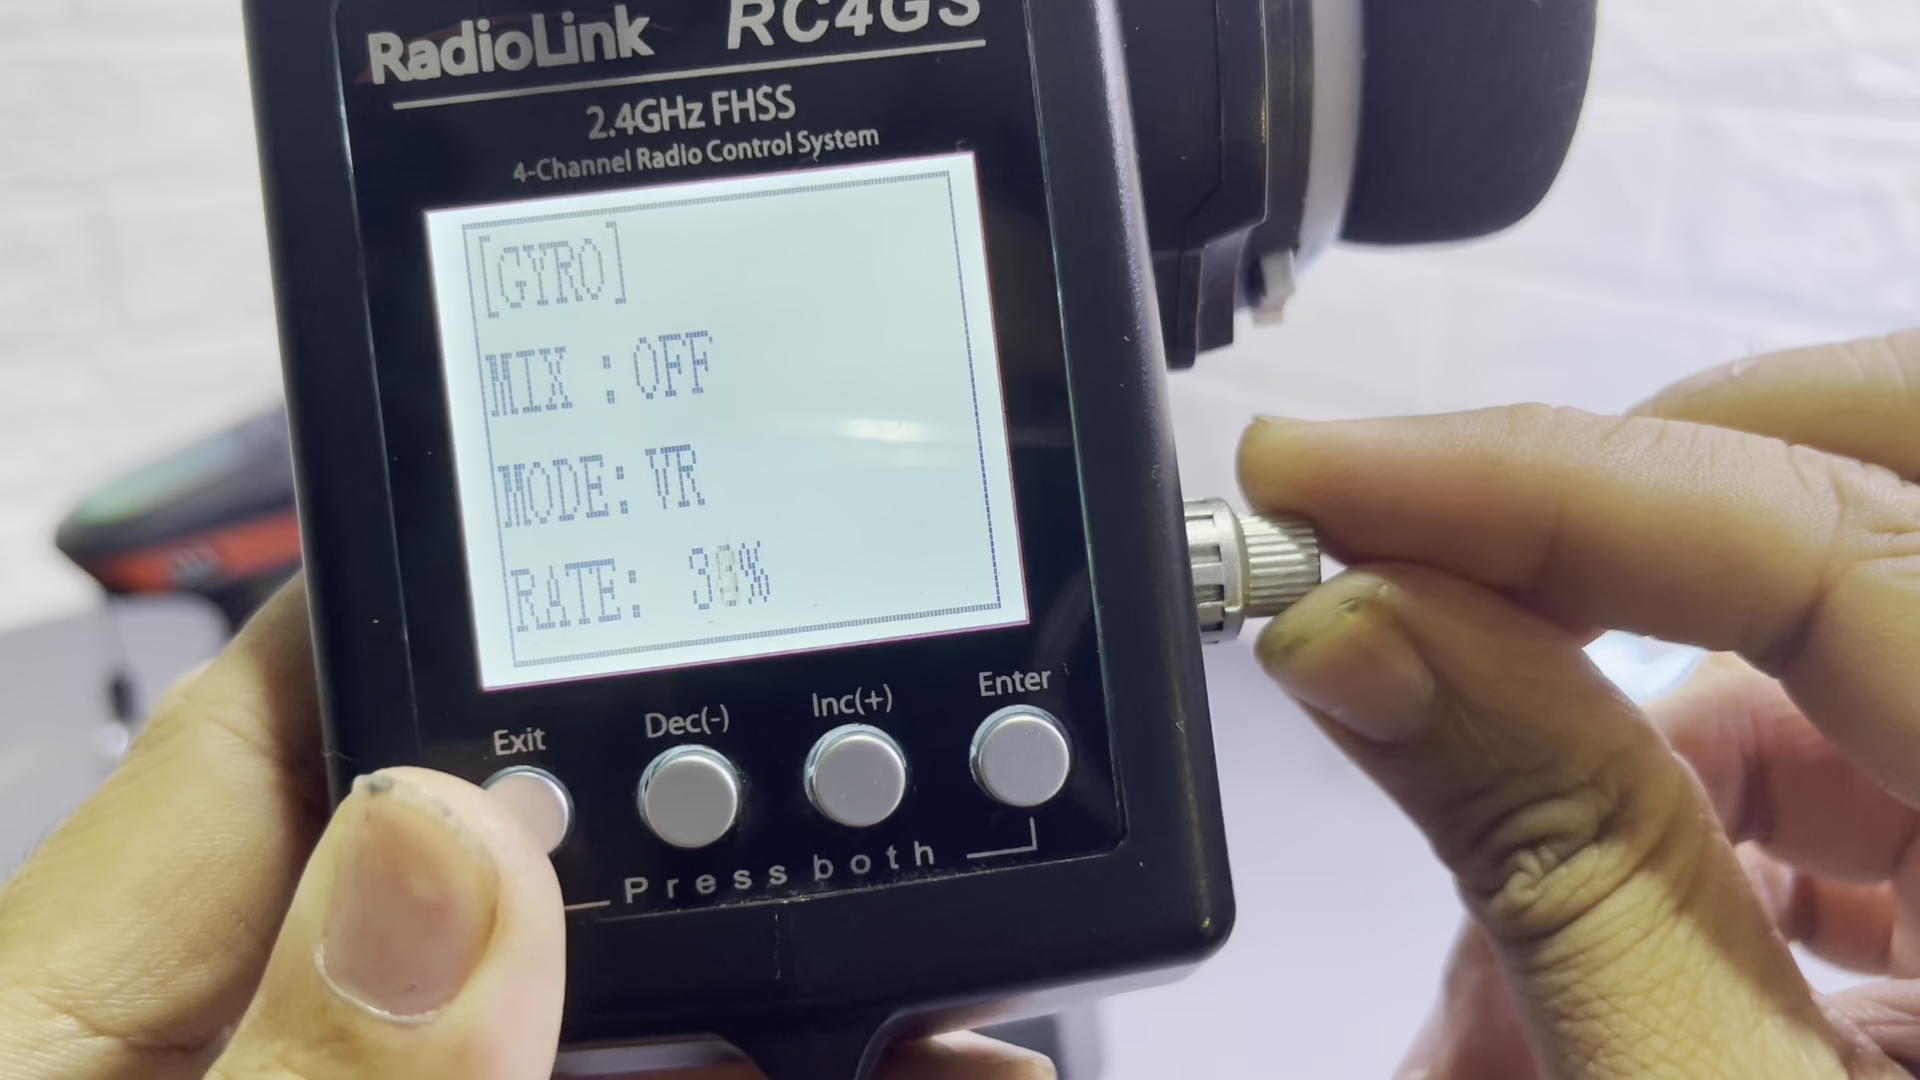 RadioLink RC4GS
2.4GHz FHSS
4-Channel Radio Control System
[GYRO]
MIX :OFF
MODE: VR
RATE:
Exit Dec(-) Inc(+) Enter
Press both